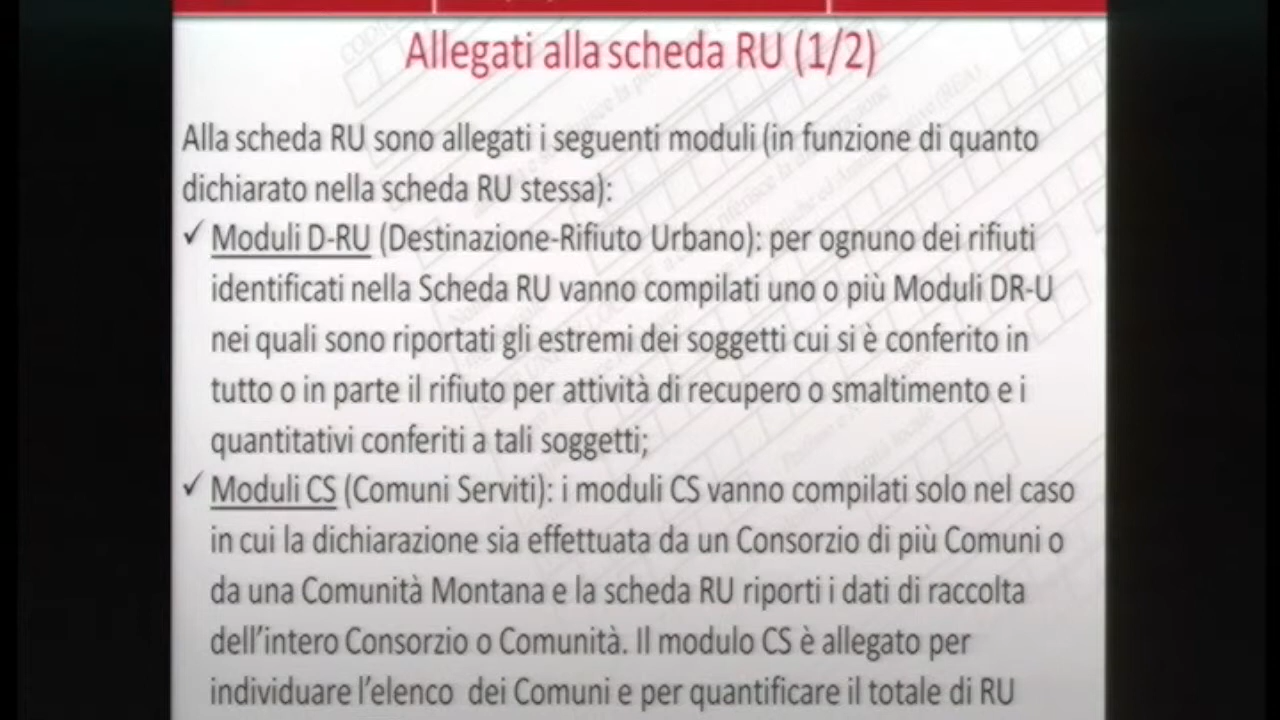 Allegati alla scheda RU (1/2)
Alla scheda RU sono allegati i seguenti moduli (in funzione di quanto
dichiarato nella scheda RU stessa):
✓ Moduli D-RU (Destinazione-Rifiuto Urbano): per ognuno dei rifiuti
identificati nella Scheda RU vanno compilati uno o più Moduli DR-U
nei quali sono riportati gli estremi dei soggetti cui si è conferito in
tutto o in parte il rifiuto per attività di recupero o smaltimento e i
quantitativi conferiti a tali soggetti;
✓ Moduli CS (Comuni Serviti): i moduli CS vanno compilati solo nel caso
in cui la dichiarazione sia effettuata da un Consorzio di più Comuni o
da una Comunità Montana e la scheda RU riporti i dati di raccolta
dell'intero Consorzio o Comunità. Il modulo CS è allegato per
individuare l'elenco dei Comuni e per quantificare il totale di RU